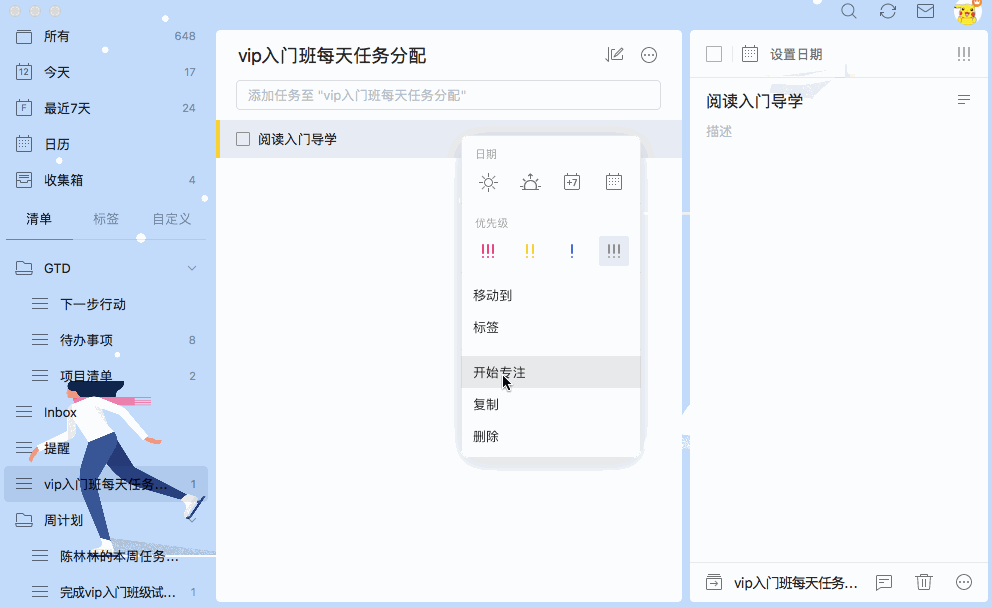 所有 648
12 今天 17
F 最近7天 24
日历
收集箱 4
清单 标签 自定义
GTD
下一步行动
待办事项 8
项目清单 2
Inbox
提醒
vip入门班每天任务... 1
周计划
陈林林的本周任务...
完成vip入门班级试... 1
vip入门班每天任务分配
添加任务至 "vip入门班每天任务分配"
阅读入门导学
日期
+7
优先级
!!! !! ! !!!
移动到
标签
开始专注
复制
删除
设置日期 !!!
阅读入门导学
描述
vip入门班每天任务...